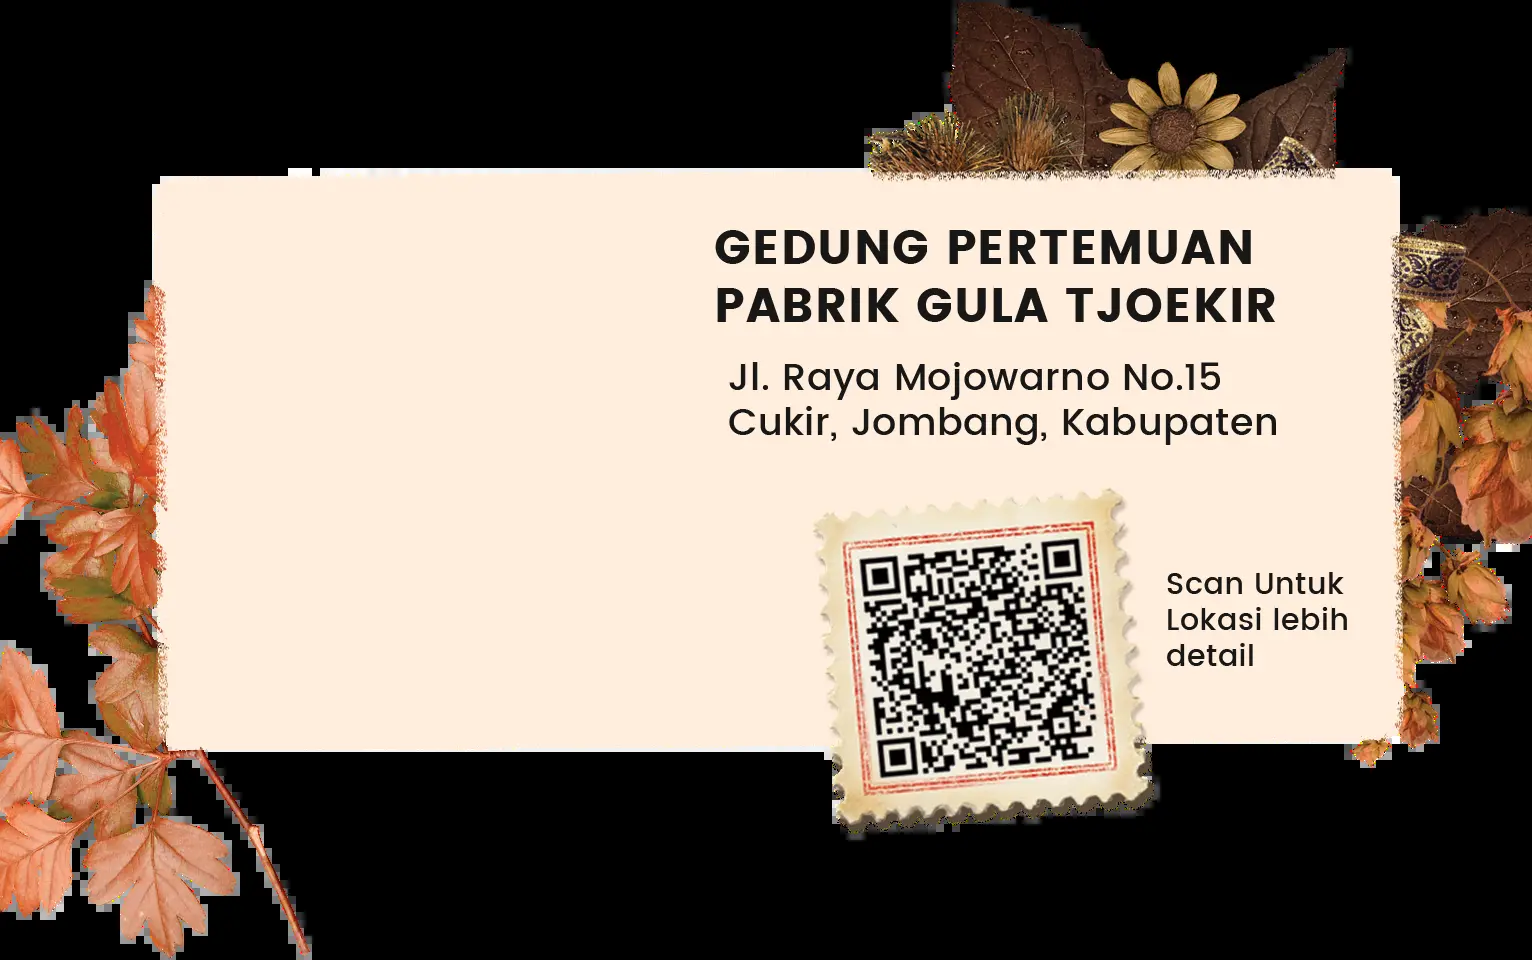 GEDUNG PERTEMUAN
PABRIK GULA TJOEKIR
Jl. Raya Mojowarno No.15
Cukir, Jombang, Kabupaten
Scan Untuk
Lokasi lebih
detail